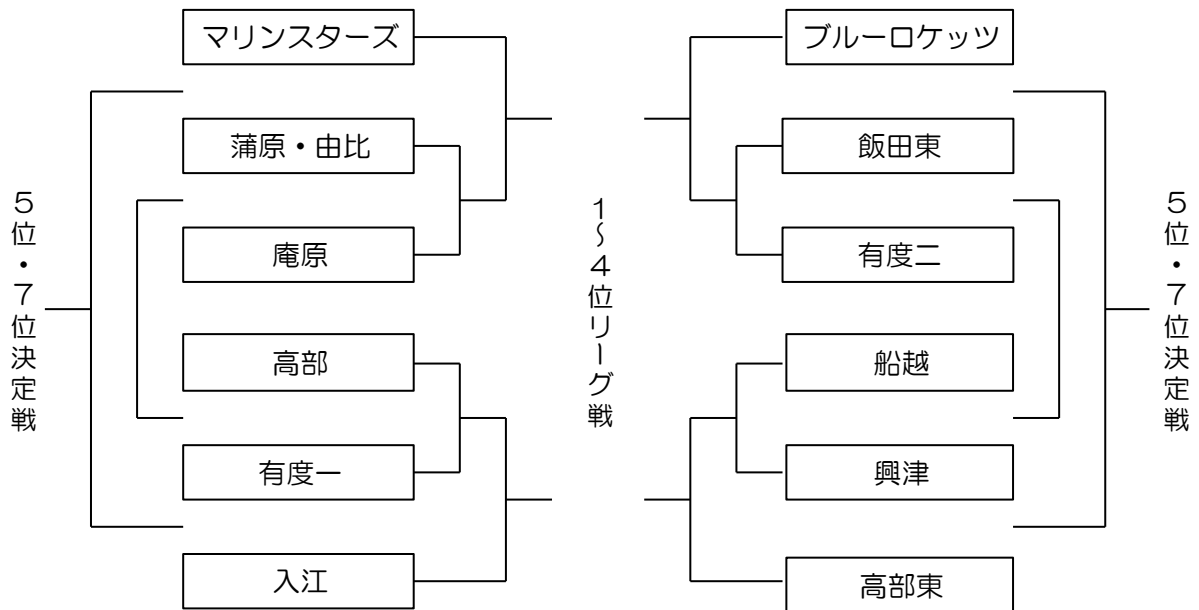 マリンスターズ
蒲原・由比
庵原
高部
有度一
入江
５位・７位決定戦
１～４位リーグ戦
ブルーロケッツ
飯田東
有度二
船越
興津
高部東
５位・７位決定戦